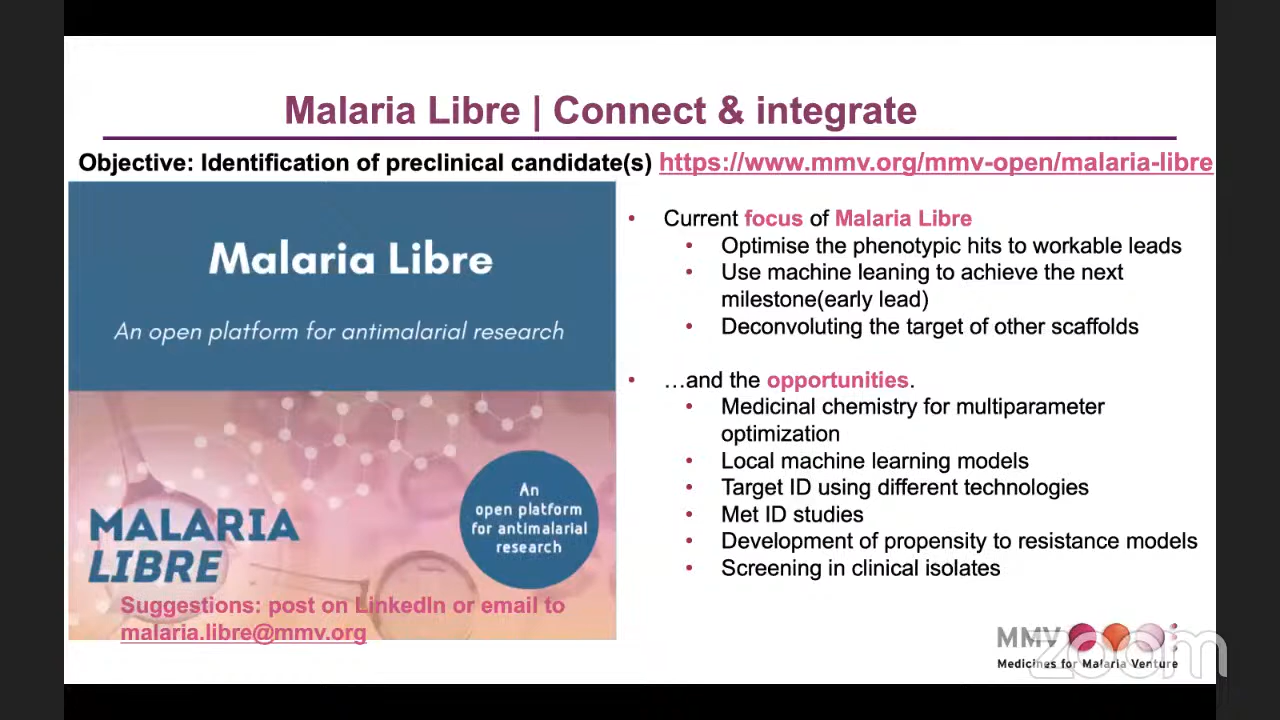 Malaria Libre | Connect & integrate
Objective: Identification of preclinical candidate(s) https://www.mmv.org/mmv-open/malaria-libre
Malaria Libre
An open platform for antimalarial research
MALARIA
LIBRE
An
open platform
for antimalarial
research
Suggestions: post on LinkedIn or email to
malaria.libre@mmv.org
• Current focus of Malaria Libre
• Optimise the phenotypic hits to workable leads
• Use machine leaning to achieve the next
milestone(early lead)
• Deconvoluting the target of other scaffolds
• …and the opportunities.
• Medicinal chemistry for multiparameter
optimization
• Local machine learning models
• Target ID using different technologies
• Met ID studies
• Development of propensity to resistance models
• Screening in clinical isolates
MMV
Medicines for Malaria Venture
zoom